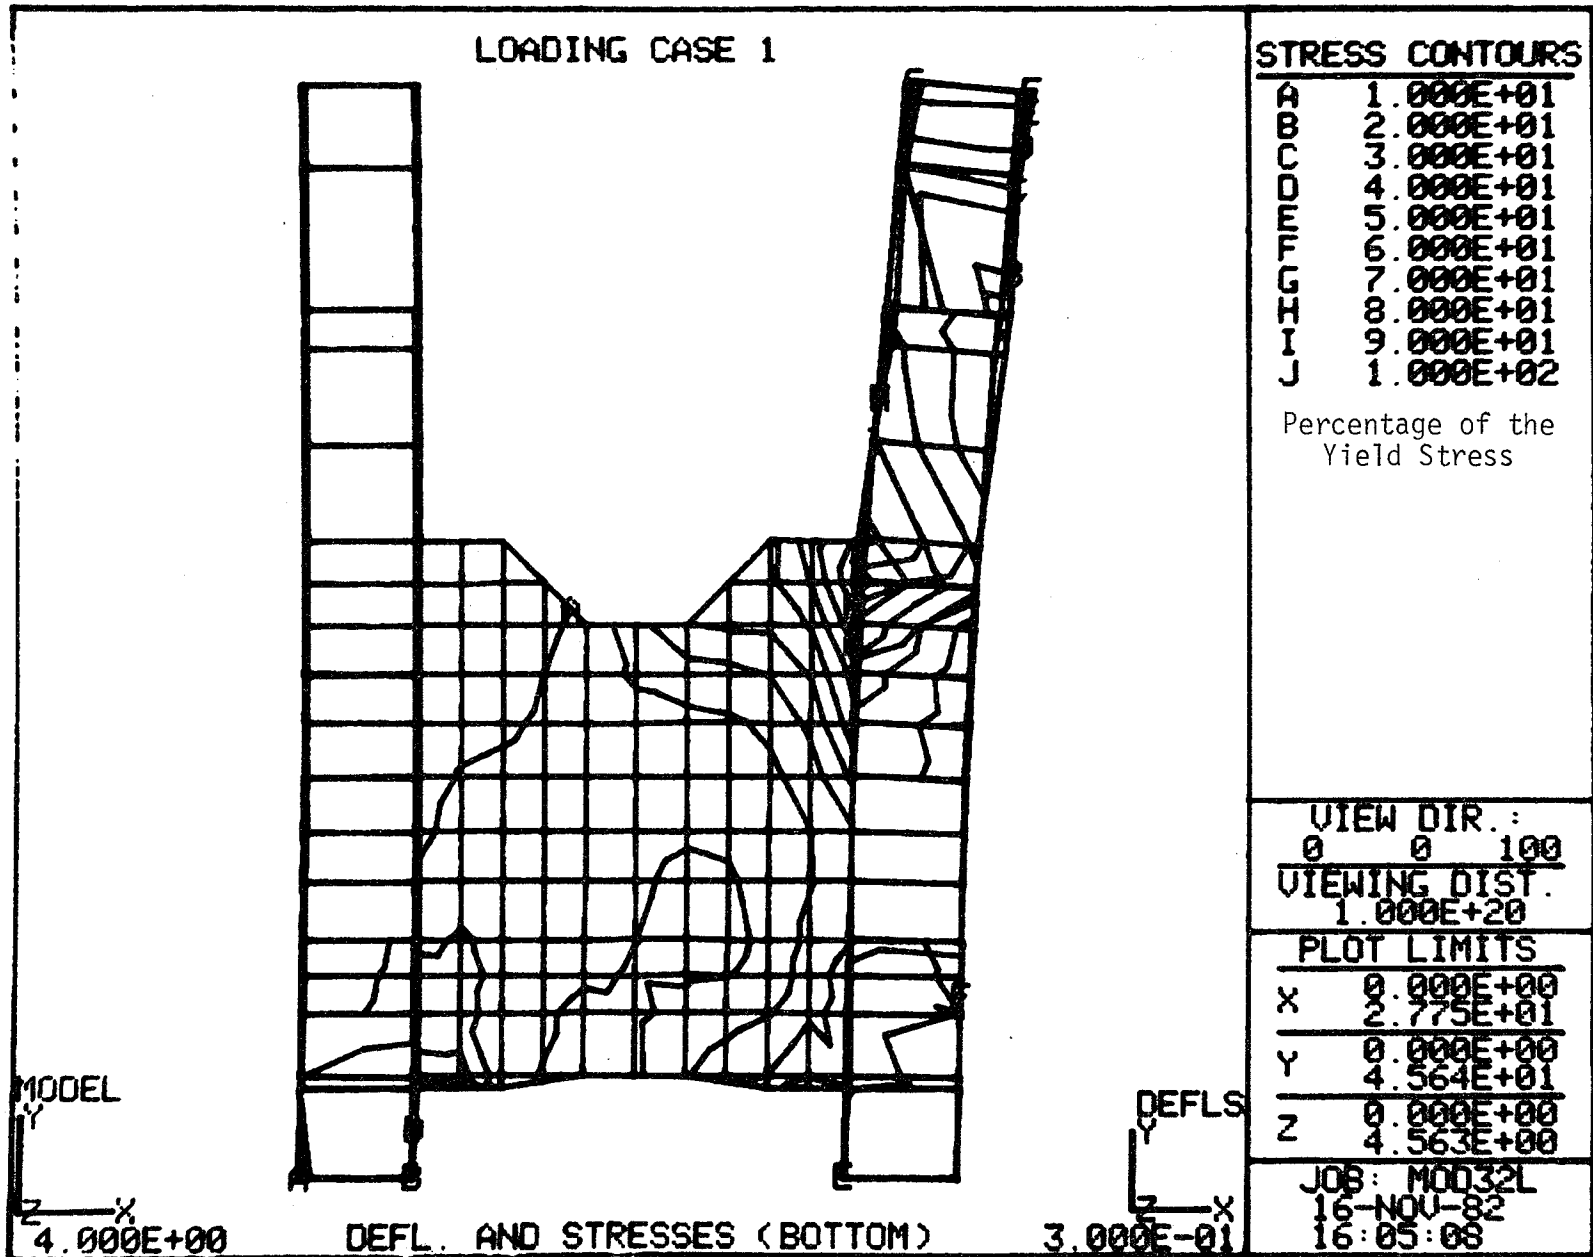 LOADING CASE 1
STRESS CONTOURS
A 1.000E+01
B 2.000E+01
C 3.000E+01
D 4.000E+01
E 5.000E+01
F 6.000E+01
G 7.000E+01
H 8.000E+01
I 9.000E+01
J 1.000E+02
Percentage of the
Yield Stress
VIEW DIR.:
0 0 100
VIEWING DIST.
1.000E+20
PLOT LIMITS
X 0.000E+00
2.775E+01
Y 0.000E+00
4.564E+01
Z 0.000E+00
4.563E+00
JOB: MOD32L
16-NOV-82
16:05:08
MODEL
Y
Z X
4.000E+00
DEFL. AND STRESSES (BOTTOM)
DEFLS
Y
Z X
3.000E-01